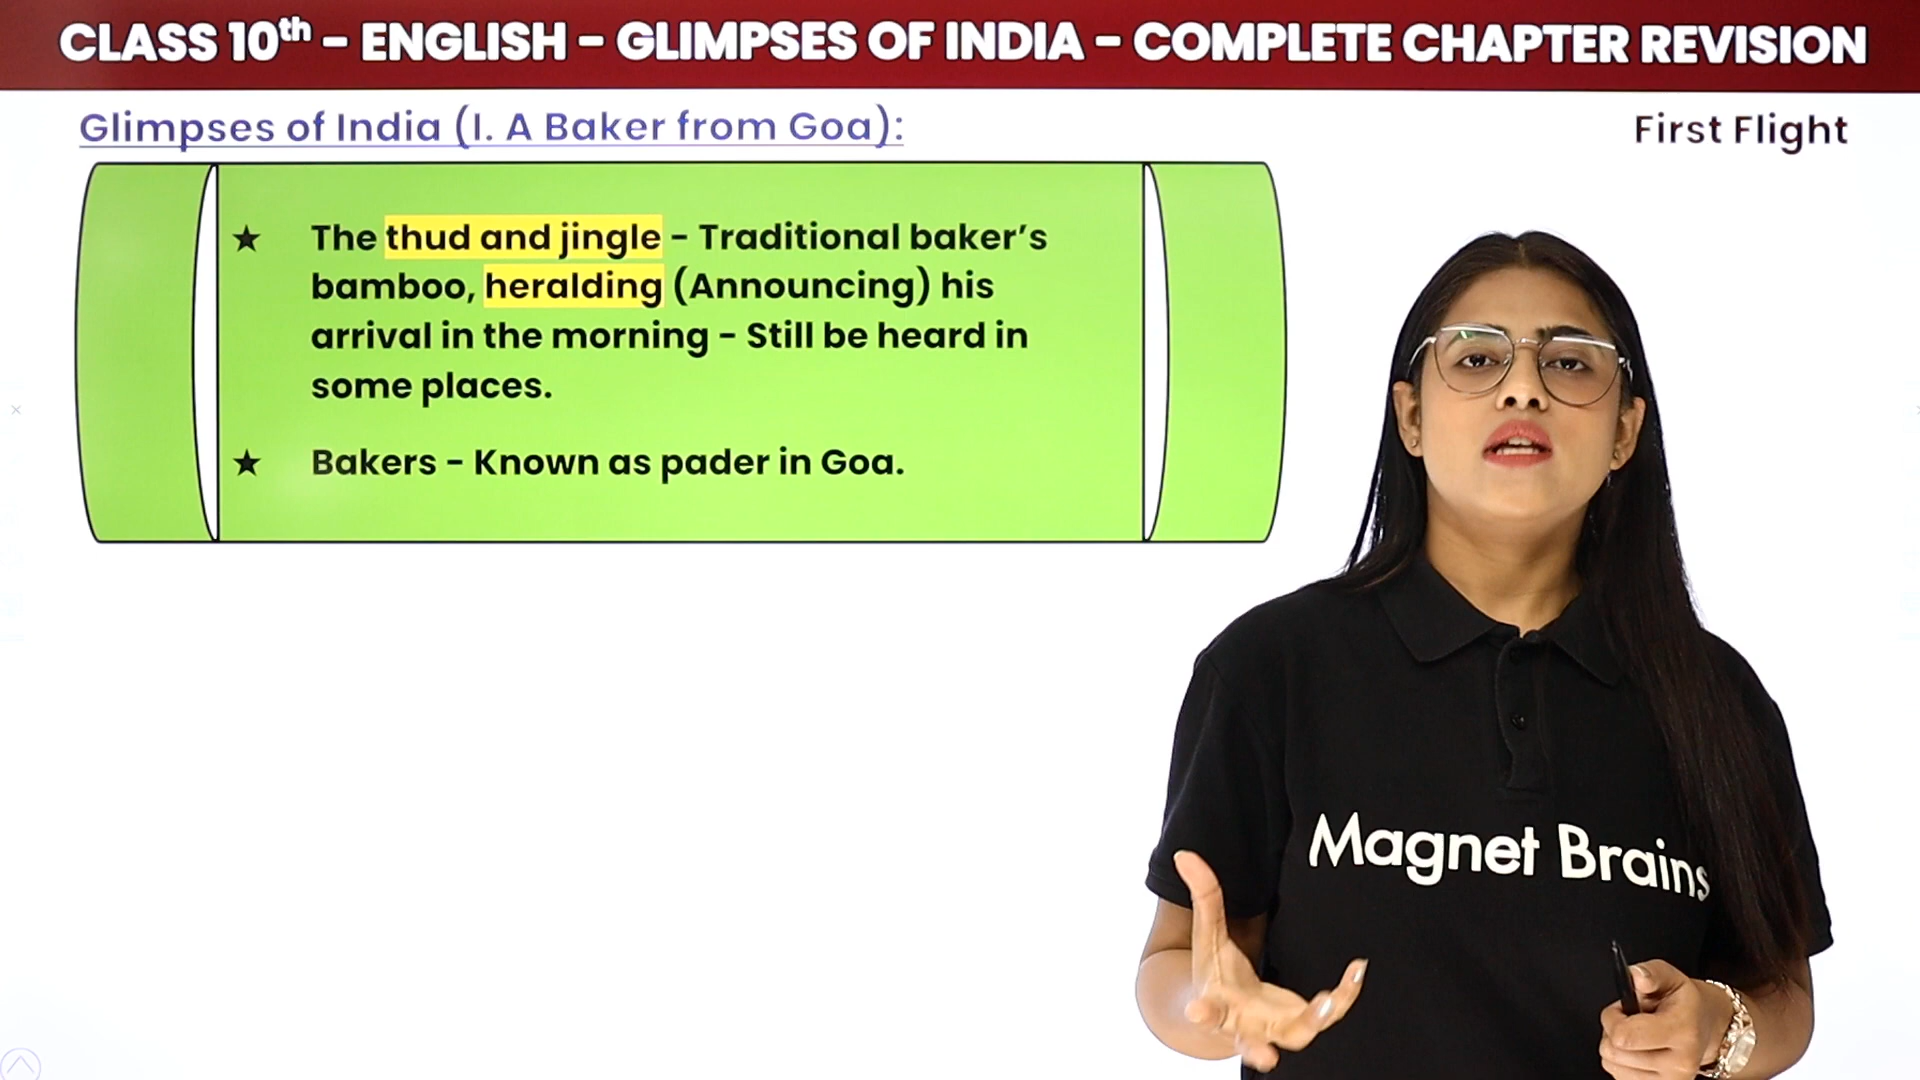 CLASS 10th – ENGLISH – GLIMPSES OF INDIA – COMPLETE CHAPTER REVISION
Glimpses of India (I. A Baker from Goa):
First Flight
★ The thud and jingle – Traditional baker's
bamboo, heralding (Announcing) his
arrival in the morning – Still be heard in
some places.
★ Bakers – Known as pader in Goa.
Magnet Brains